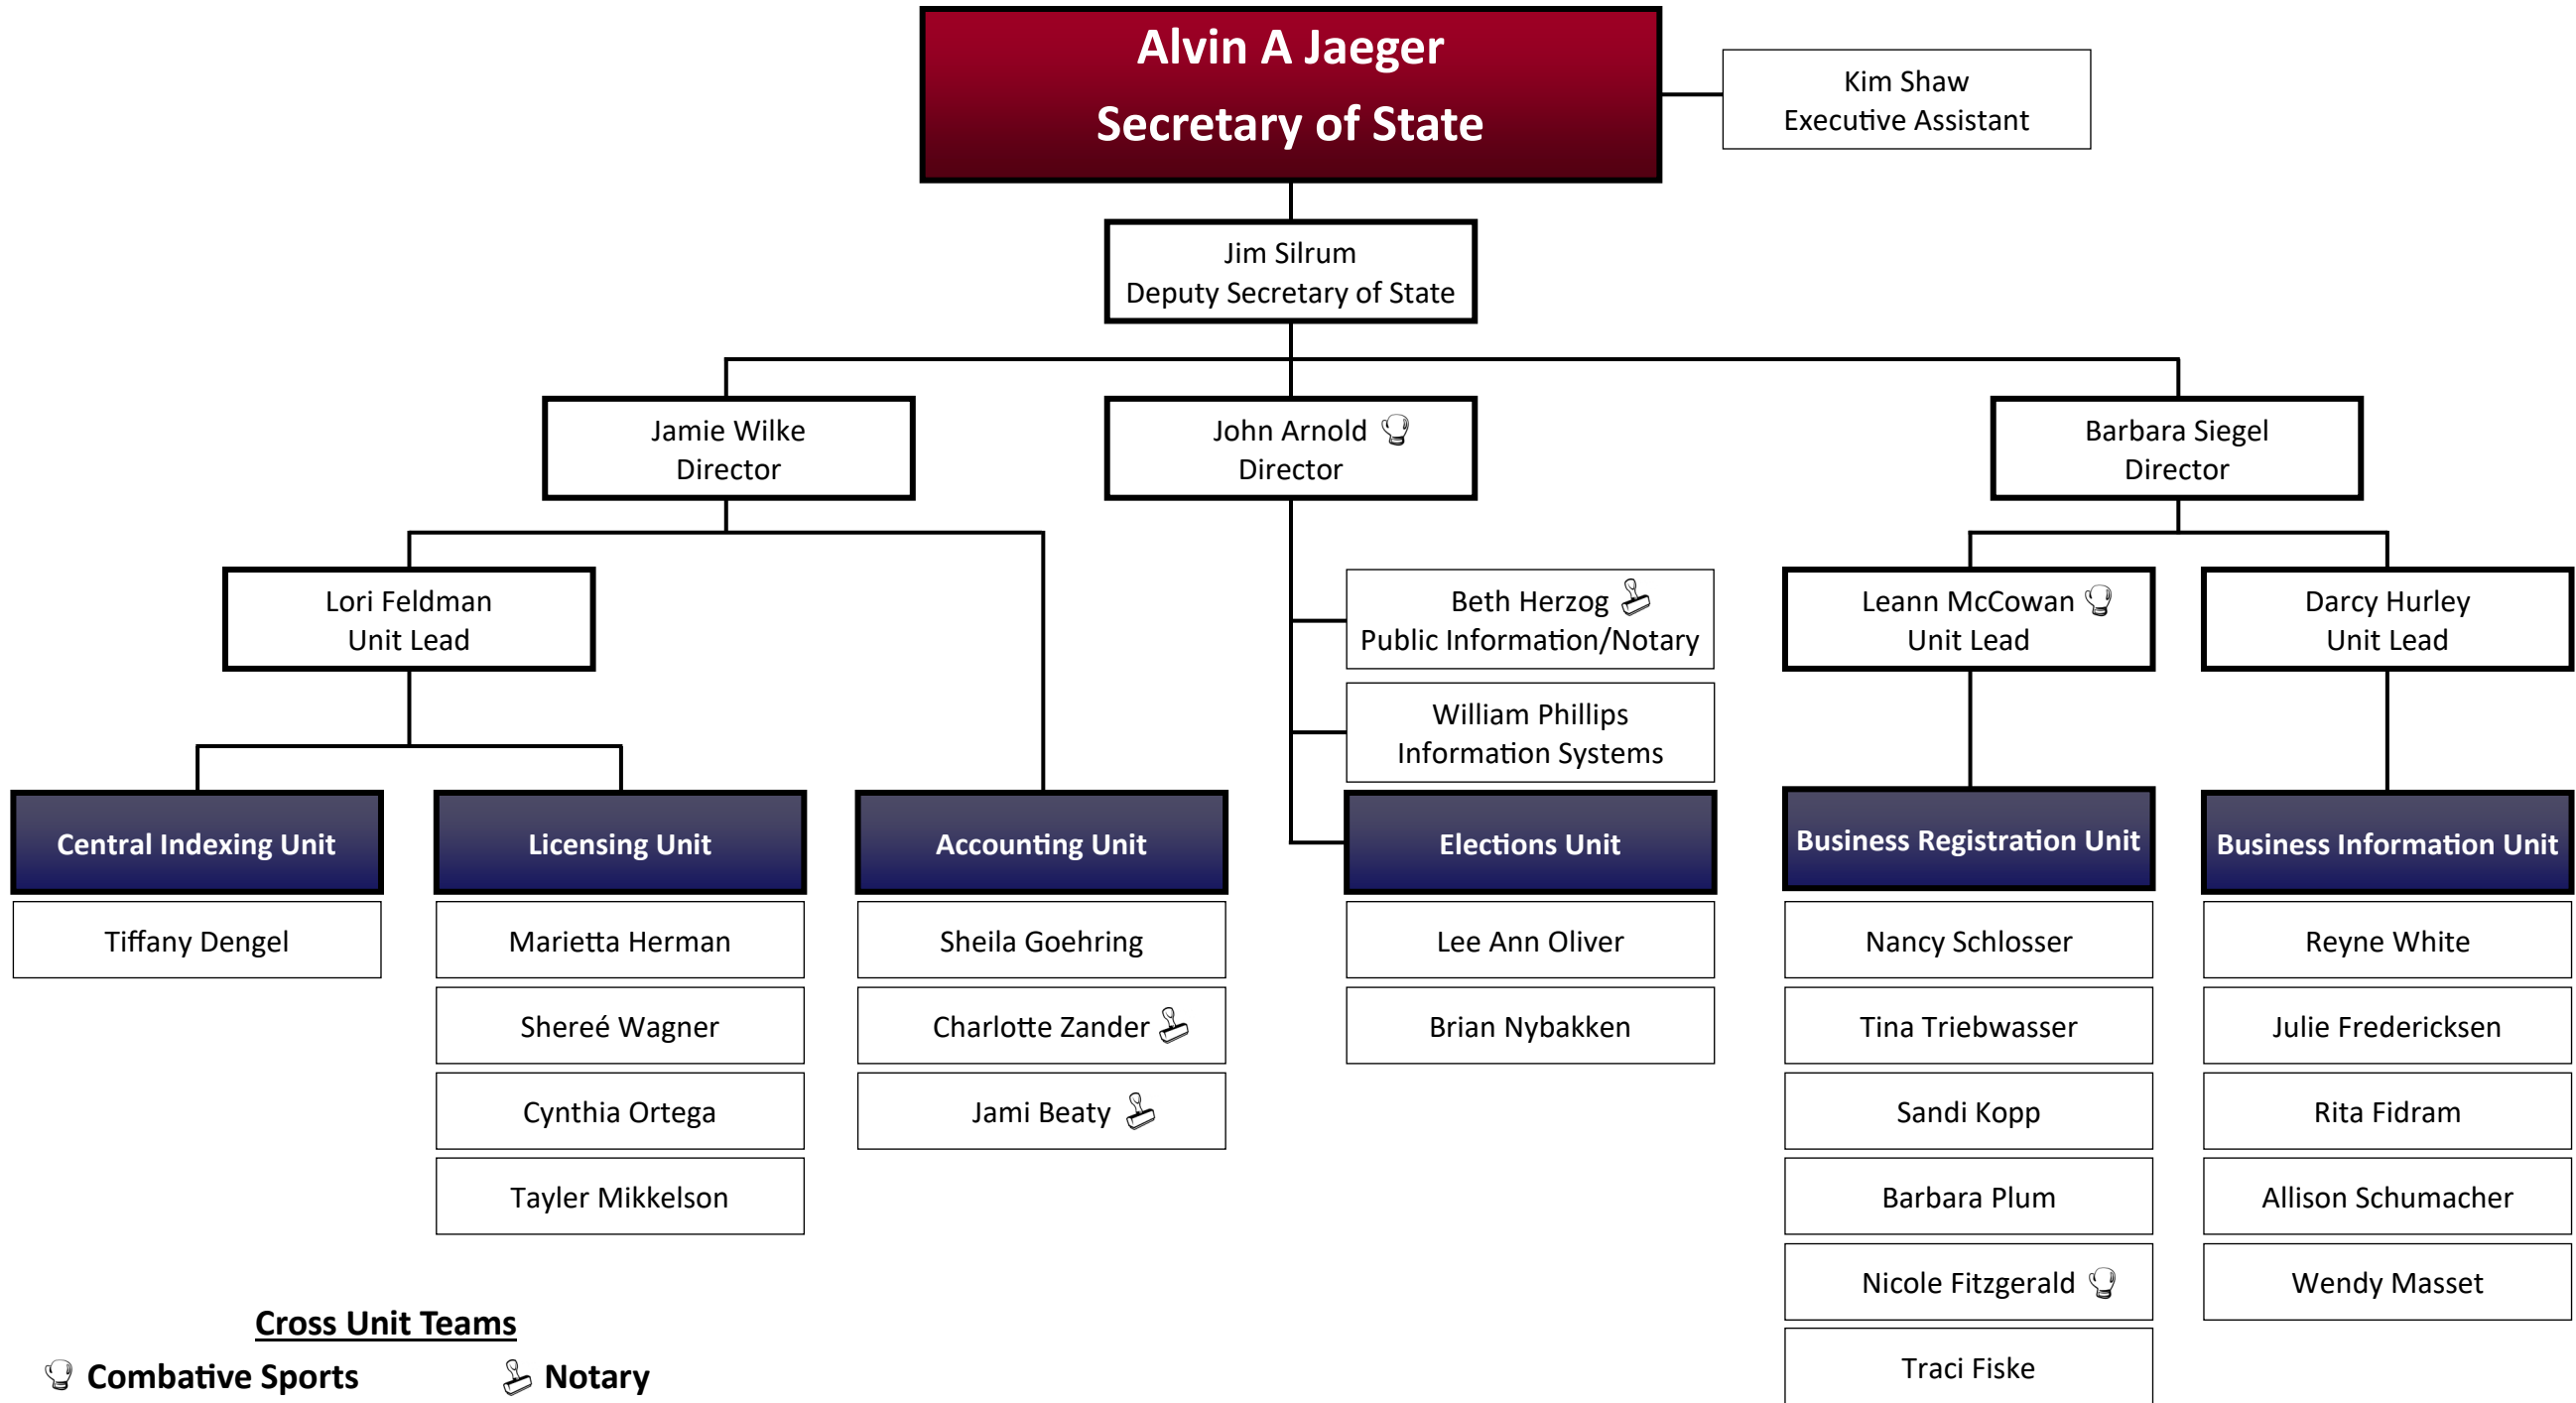 Alvin A Jaeger
Secretary of State
Kim Shaw
Executive Assistant
Jim Silrum
Deputy Secretary of State
Jamie Wilke
Director
John Arnold
Director
Barbara Siegel
Director
Lori Feldman
Unit Lead
Beth Herzog
Public Information/Notary
William Phillips
Information Systems
Leann McCowan
Unit Lead
Darcy Hurley
Unit Lead
Central Indexing Unit
Tiffany Dengel
Licensing Unit
Marietta Herman
Shereé Wagner
Cynthia Ortega
Tayler Mikkelson
Accounting Unit
Sheila Goehring
Charlotte Zander
Jami Beaty
Elections Unit
Lee Ann Oliver
Brian Nybakken
Business Registration Unit
Nancy Schlosser
Tina Triebwasser
Sandi Kopp
Barbara Plum
Nicole Fitzgerald
Traci Fiske
Business Information Unit
Reyne White
Julie Fredericksen
Rita Fidram
Allison Schumacher
Wendy Masset
Cross Unit Teams
Combative Sports
Notary